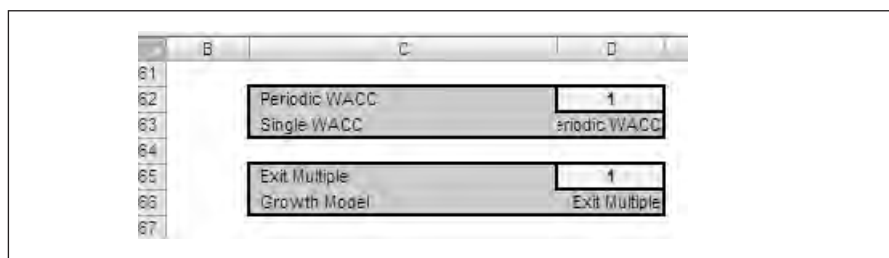 B C D
61
62 Periodic WACC 1
63 Single WACC eriodic WACC
64
65 Exit Multiple 1
66 Growth Model Exit Multiple
67